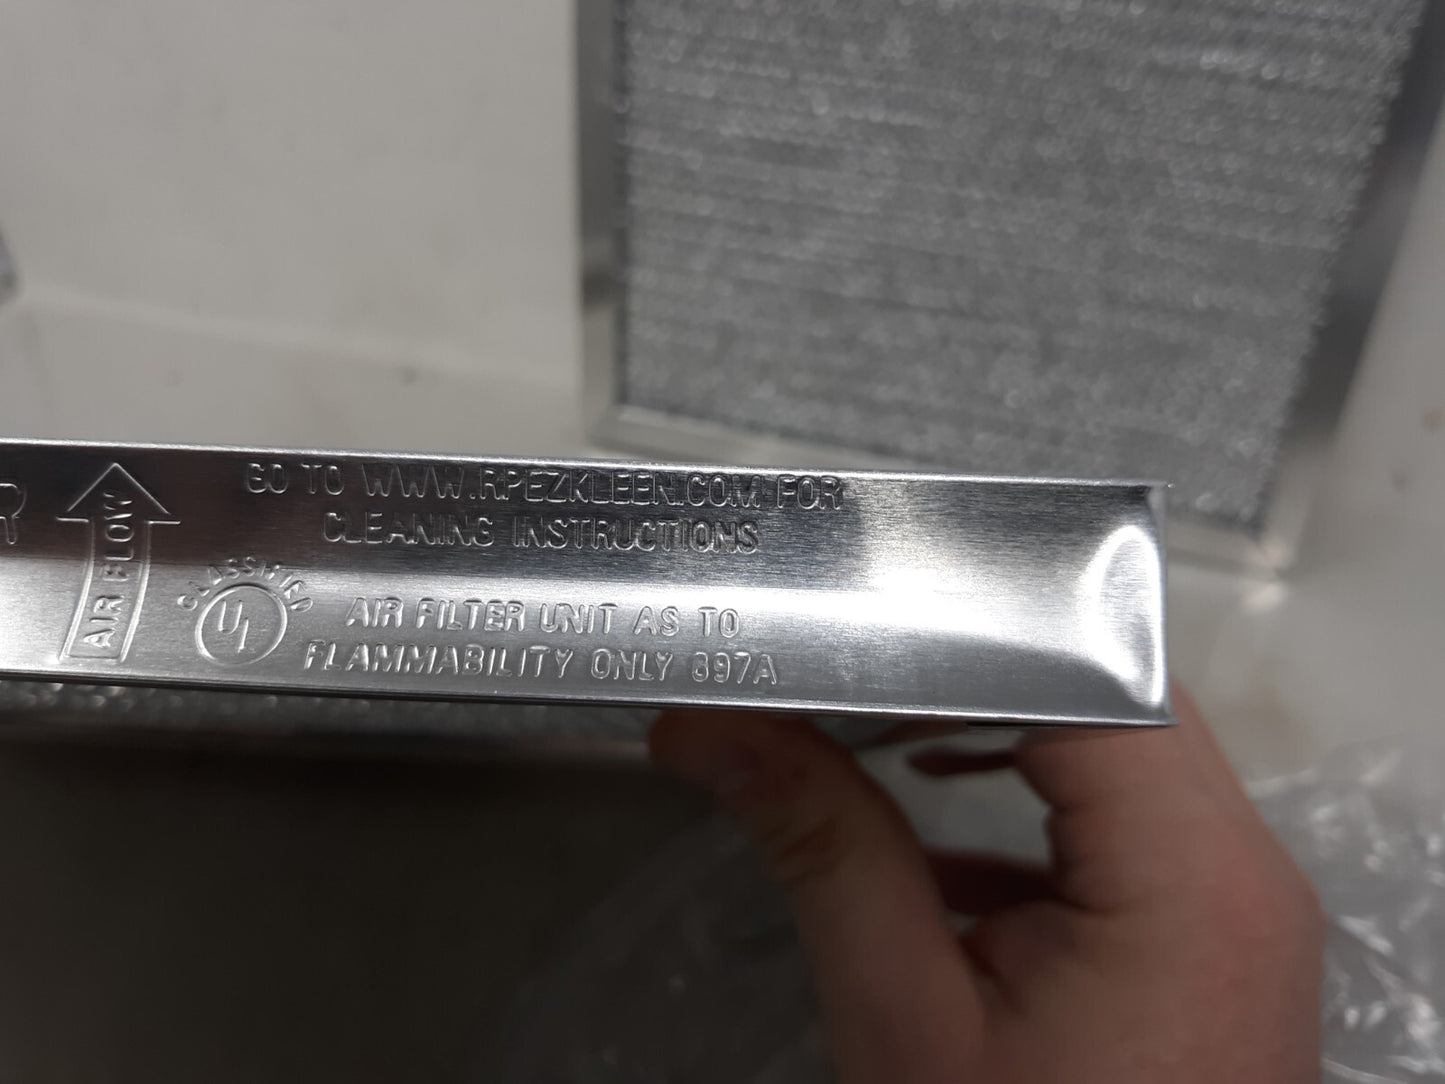 R
AIR FLOW
GO TO WWW.RPEZKLEEN.COM FOR
CLEANING INSTRUCTIONS
CLASSIFIED
UL
AIR FILTER UNIT AS TO
FLAMMABILITY ONLY 897A